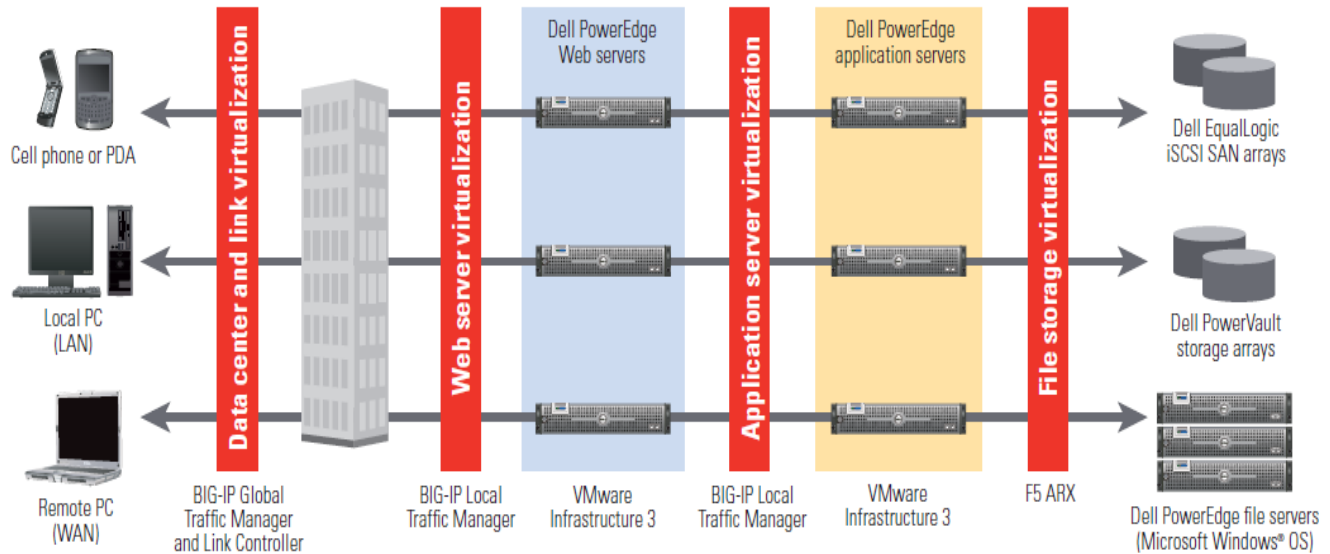 Dell PowerEdge
Web servers
Dell PowerEdge
application servers
Data center and link virtualization
Web server virtualization
Application server virtualization
File storage virtualization
Cell phone or PDA
Local PC
(LAN)
Remote PC
(WAN)
Dell EqualLogic
iSCSI SAN arrays
Dell PowerVault
storage arrays
Dell PowerEdge file servers
(Microsoft Windows® OS)
BIG-IP Global
Traffic Manager
and Link Controller
BIG-IP Local
Traffic Manager
VMware
Infrastructure 3
BIG-IP Local
Traffic Manager
VMware
Infrastructure 3
F5 ARX